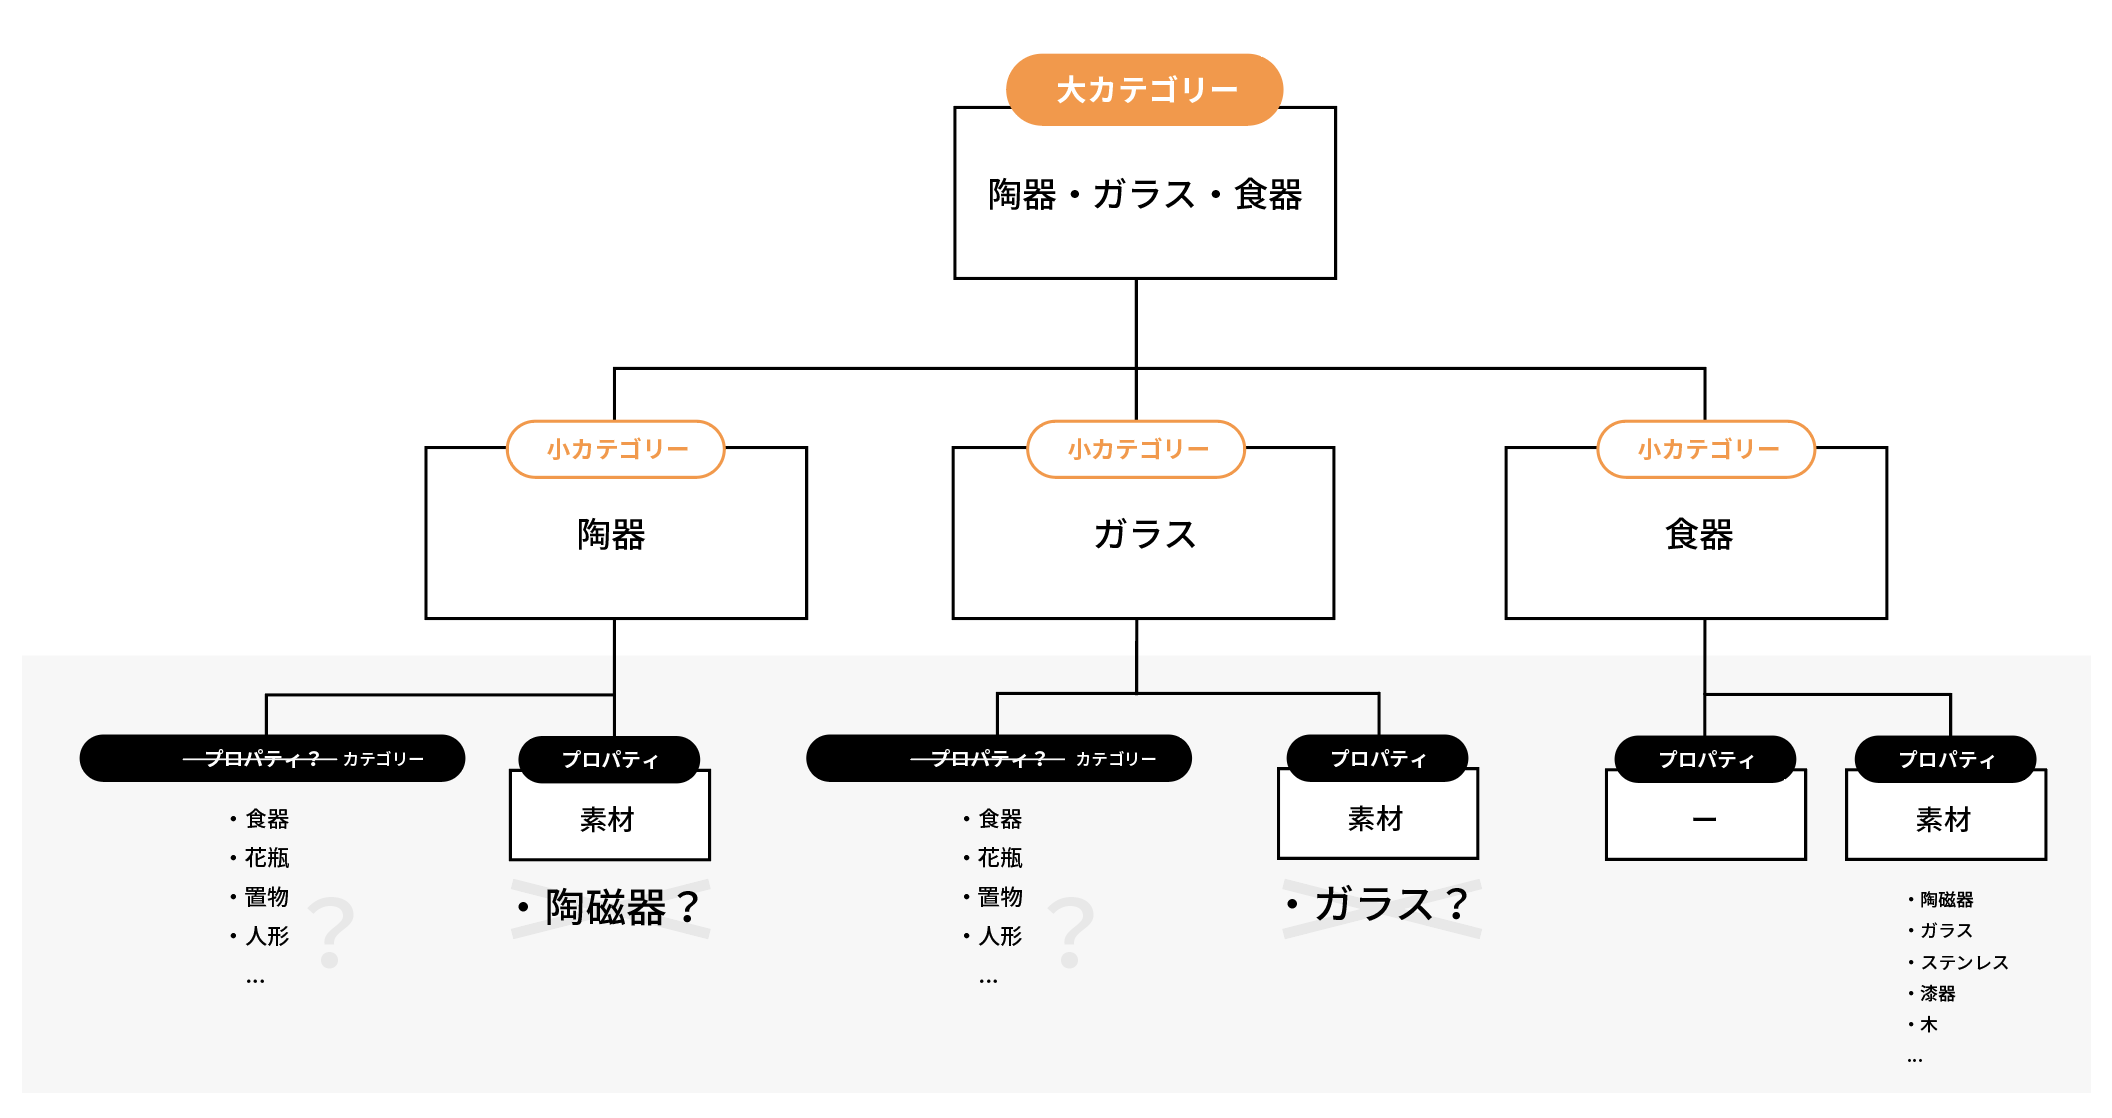 大カテゴリー
陶器・ガラス・食器
小カテゴリー
陶器
小カテゴリー
ガラス
小カテゴリー
食器
プロパティ？ カテゴリー
・食器
・花瓶
・置物
・人形
...
？
プロパティ
素材
・陶磁器？
プロパティ？ カテゴリー
・食器
・花瓶
・置物
・人形
...
？
プロパティ
素材
・ガラス？
プロパティ
ー
プロパティ
素材
・陶磁器
・ガラス
・ステンレス
・漆器
・木
...